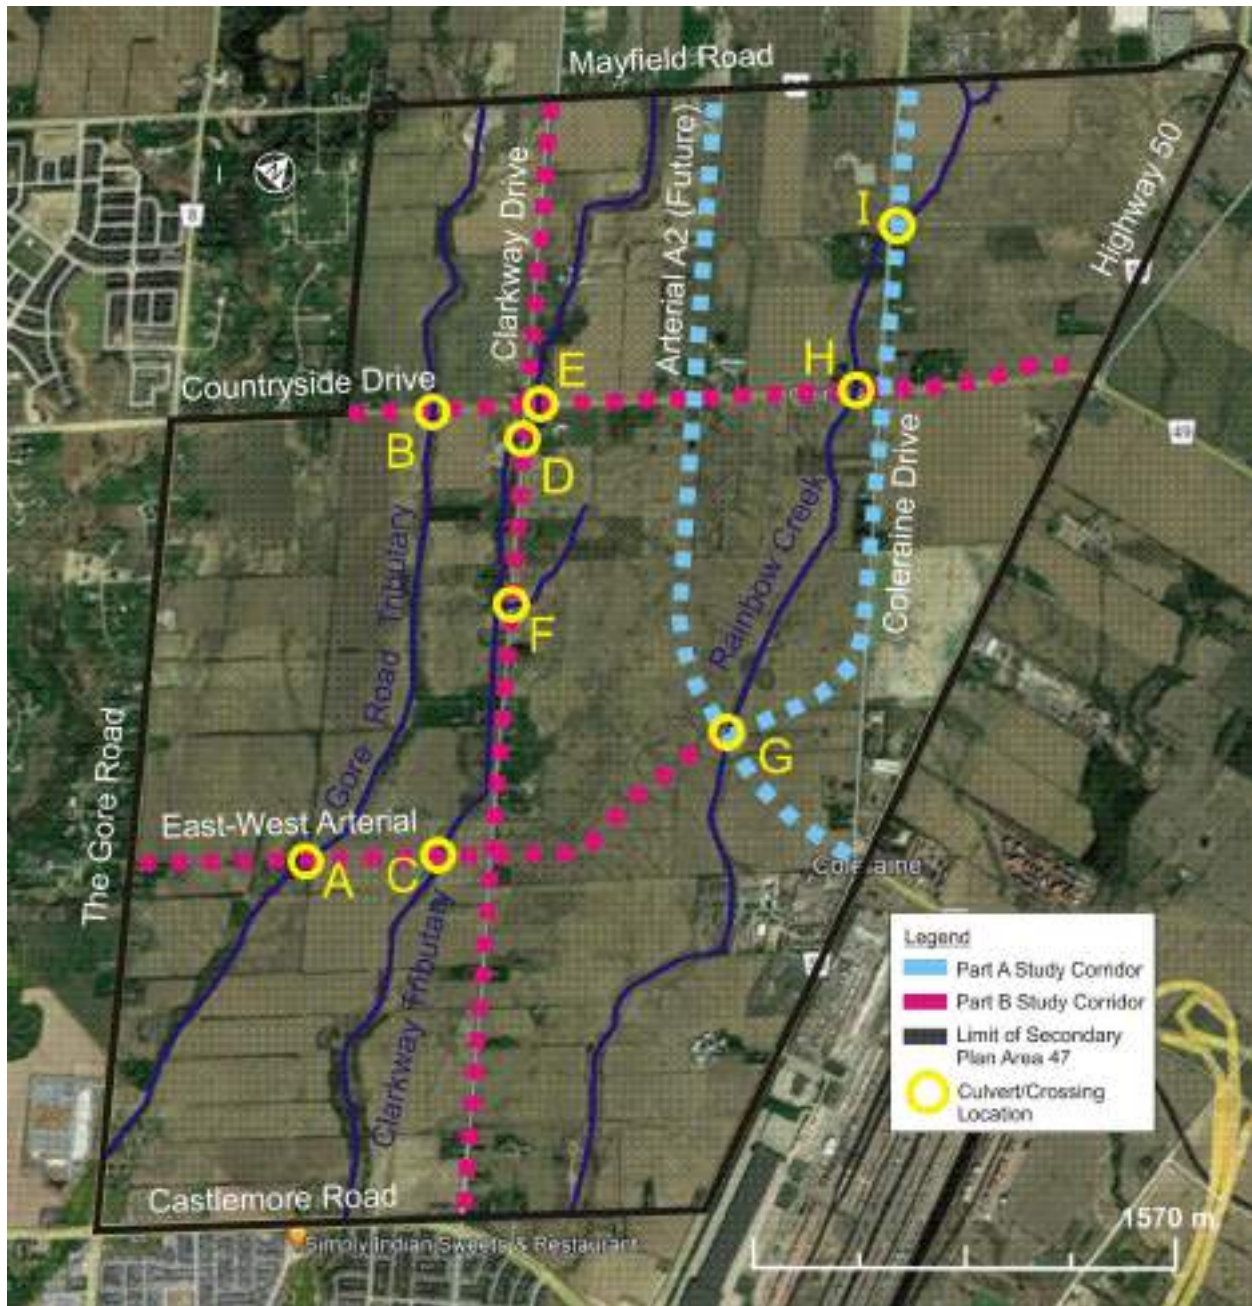 Mayfield Road
Clarkway Drive
Arterial A2 (Future)
Highway 50
8
I
Countryside Drive
B
E
D
H
49
Coleraine Drive
Rainbow Creek
F
Gore Road Tributary
G
The Gore Road
East-West Arterial
A
C
Coleraine
Clarkway Tributary
Legend
Part A Study Corridor
Part B Study Corridor
Limit of Secondary
Plan Area 47
Culvert/Crossing
Location
Castlemore Road
1570 m
Simply Indian Sweets & Restaurant